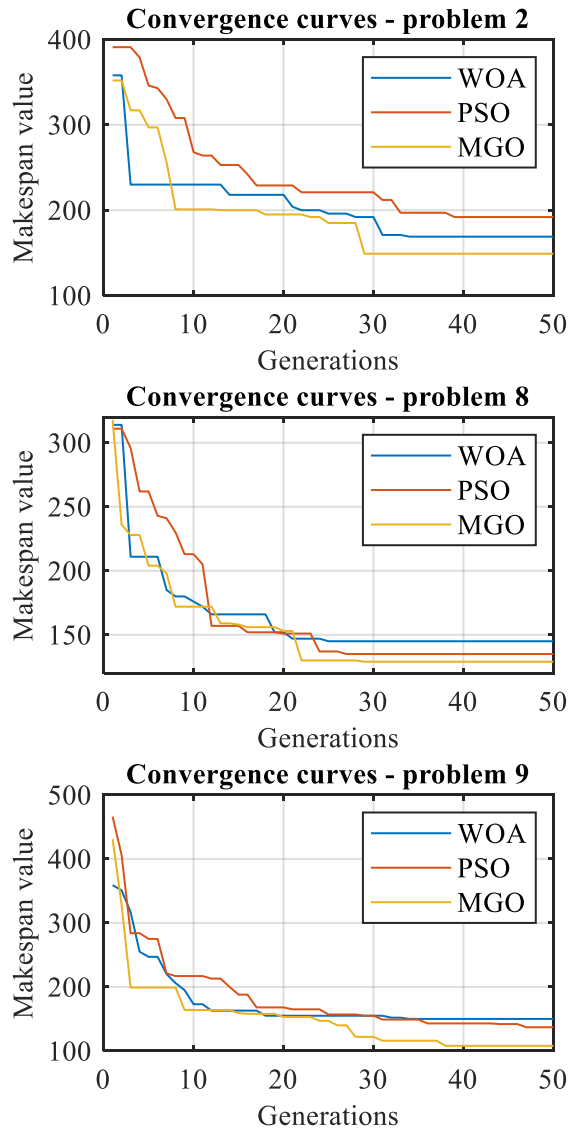 Convergence curves - problem 2
400
300
200
100
Makespan value
WOA
PSO
MGO
0 10 20 30 40 50
Generations
Convergence curves - problem 8
300
250
200
150
Makespan value
WOA
PSO
MGO
0 10 20 30 40 50
Generations
Convergence curves - problem 9
500
400
300
200
100
Makespan value
WOA
PSO
MGO
0 10 20 30 40 50
Generations